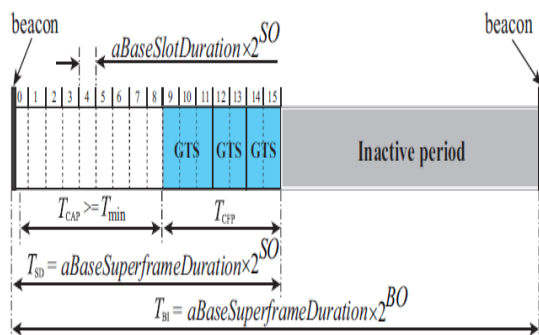 beacon
beacon
aBaseSlotDuration×2^SO
0 1 2 3 4 5 6 7 8 9 10 11 12 13 14 15
GTS GTS GTS
Inactive period
T_CAP >= T_min
T_CFP
T_SD = aBaseSuperframeDuration×2^SO
T_BI = aBaseSuperframeDuration×2^BO